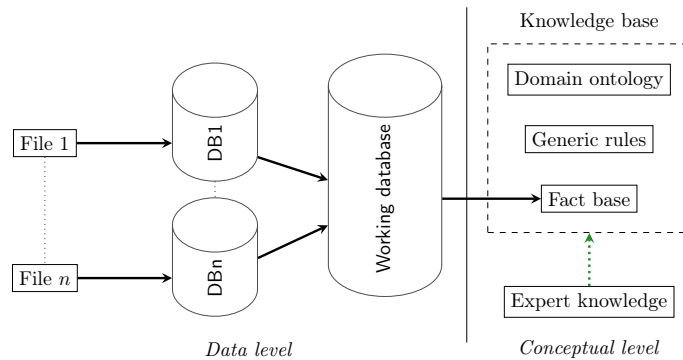 Knowledge base
Domain ontology
Generic rules
Fact base
File 1
DB1
Working database
File n
DBn
Expert knowledge
Data level
Conceptual level